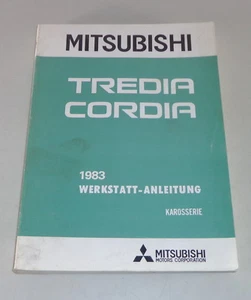 MITSUBISHI
TREDIA
CORDIA
1983
WERKSTATT-ANLEITUNG
KAROSSERIE
MITSUBISHI
MOTORS CORPORATION